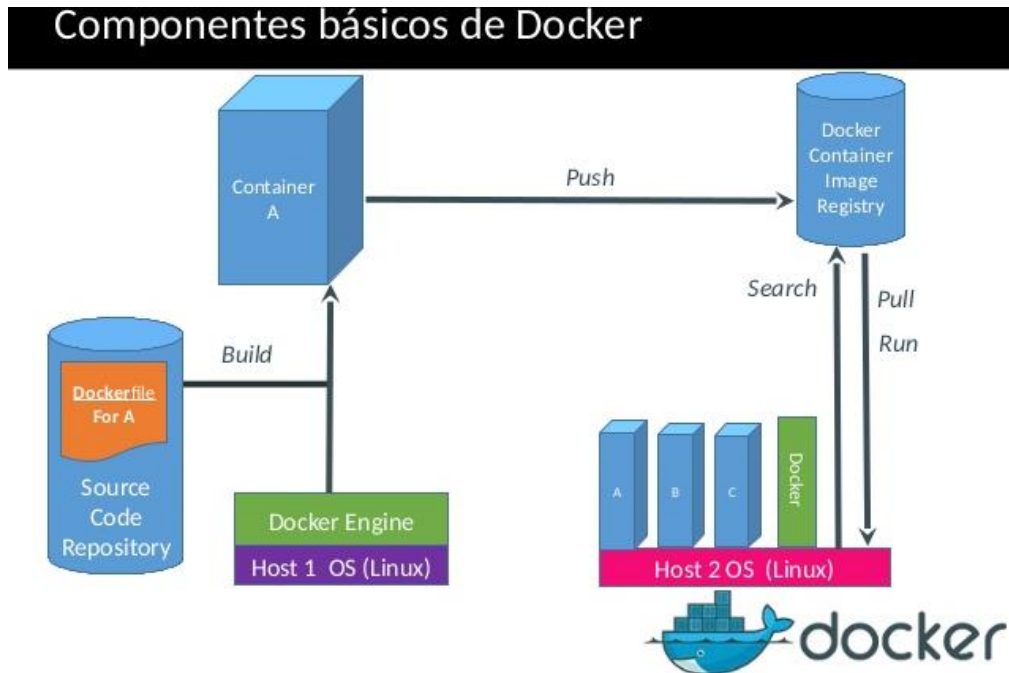 Componentes básicos de Docker
Container
A
Push
Docker
Container
Image
Registry
Search
Pull
Run
Build
Dockerfile
For A
Source
Code
Repository
Docker Engine
Host 1 OS (Linux)
A
B
C
Docker
Host 2 OS (Linux)
docker